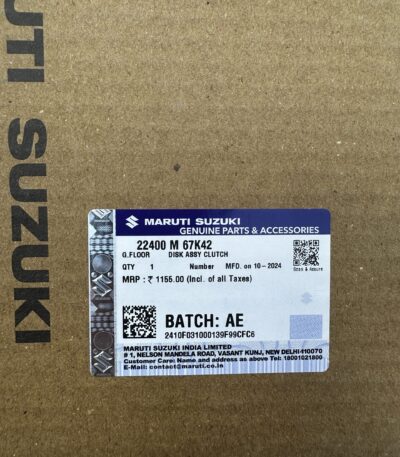 UTI SUZUKI
MARUTI SUZUKI
GENUINE PARTS & ACCESSORIES
22400 M 67K42
G.FLOOR DISK ASSY CLUTCH
QTY 1 Number MFD. on 10-2024
Scan & Assure
MRP : ₹ 1155.00 (Incl. of all Taxes)
BATCH: AE
2410F031000139F99CFC6
MARUTI SUZUKI INDIA LIMITED
# 1, NELSON MANDELA ROAD, VASANT KUNJ, NEW DELHI-110070
Customer Care: Name and address as above Tel: 18001021800
E-Mail: contact@maruti.co.in